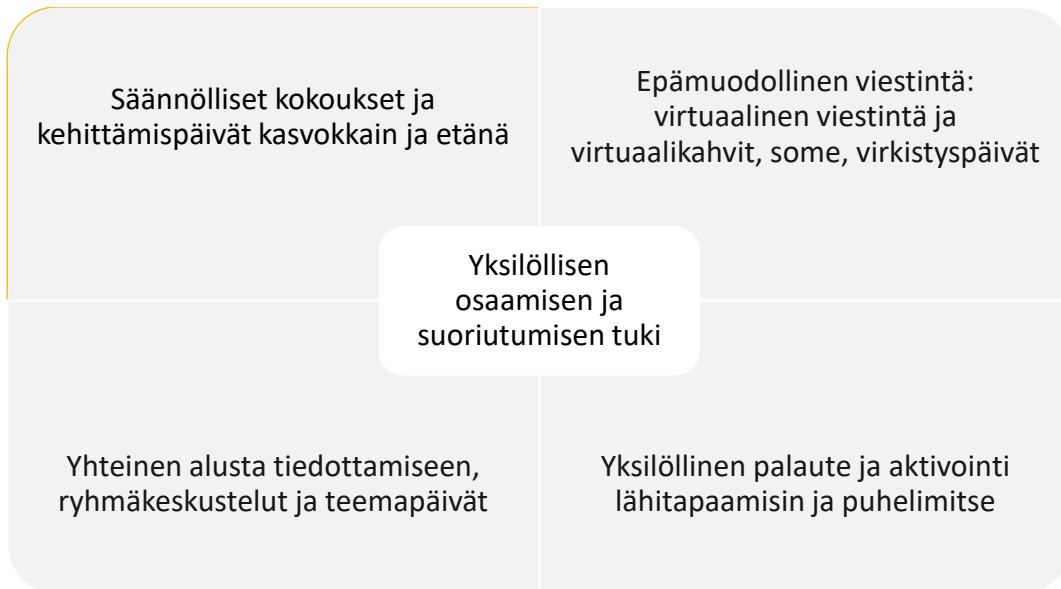 Säännölliset kokoukset ja
kehittämispäivät kasvokkain ja etänä
Epämuodollinen viestintä:
virtuaalinen viestintä ja
virtuaalikahvit, some, virkistyspäivät
Yksilöllisen
osaamisen ja
suoriutumisen tuki
Yhteinen alusta tiedottamiseen,
ryhmäkeskustelut ja teemapäivät
Yksilöllinen palaute ja aktivointi
lähitapaamisin ja puhelimitse